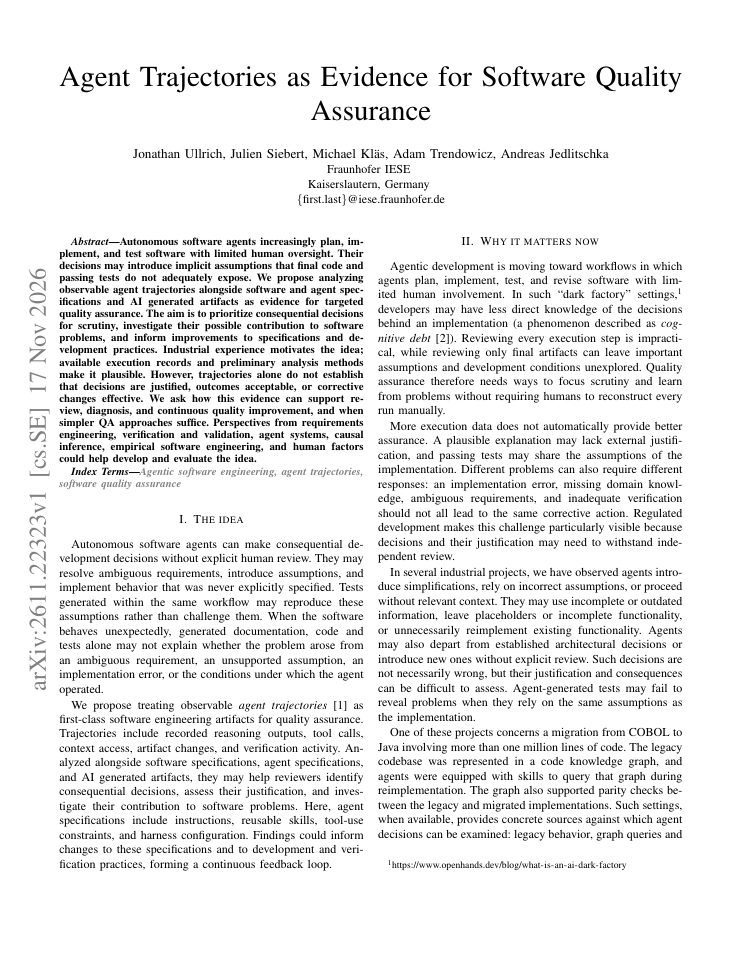 Agent Trajectories as Evidence for Software Quality
Assurance
Jonathan Ullrich, Julien Siebert, Michael Kläs, Adam Trendowicz, Andreas Jedlitschka
Fraunhofer IESE
Kaiserslautern, Germany
{first.last}@iese.fraunhofer.de
arXiv:2611.22323v1 [cs.SE] 17 Nov 2026
Abstract—Autonomous software agents increasingly plan, im-
plement, and test software with limited human oversight. Their
decisions may introduce implicit assumptions that final code and
passing tests do not adequately expose. We propose analyzing
observable agent trajectories alongside software and agent spec-
ifications and AI generated artifacts as evidence for targeted
quality assurance. The aim is to prioritize consequential decisions
for scrutiny, investigate their possible contribution to software
problems, and inform improvements to specifications and de-
velopment practices. Industrial experience motivates the idea;
available execution records and preliminary analysis methods
make it plausible. However, trajectories alone do not establish
that decisions are justified, outcomes acceptable, or corrective
changes effective. We ask how this evidence can support re-
view, diagnosis, and continuous quality improvement, and when
simpler QA approaches suffice. Perspectives from requirements
engineering, verification and validation, agent systems, causal
inference, empirical software engineering, and human factors
could help develop and evaluate the idea.
Index Terms—Agentic software engineering, agent trajectories,
software quality assurance
I. THE IDEA
Autonomous software agents can make consequential de-
velopment decisions without explicit human review. They may
resolve ambiguous requirements, introduce assumptions, and
implement behavior that was never explicitly specified. Tests
generated within the same workflow may reproduce these
assumptions rather than challenge them. When the software
behaves unexpectedly, generated documentation, code and
tests alone may not explain whether the problem arose from
an ambiguous requirement, an unsupported assumption, an
implementation error, or the conditions under which the agent
operated.
We propose treating observable agent trajectories [1] as
first-class software engineering artifacts for quality assurance.
Trajectories include recorded reasoning outputs, tool calls,
context access, artifact changes, and verification activity. An-
alyzed alongside software specifications, agent specifications,
and AI generated artifacts, they may help reviewers identify
consequential decisions, assess their justification, and inves-
tigate their contribution to software problems. Here, agent
specifications include instructions, reusable skills, tool-use
constraints, and harness configuration. Findings could inform
changes to these specifications and to development and veri-
fication practices, forming a continuous feedback loop.
II. WHY IT MATTERS NOW
Agentic development is moving toward workflows in which
agents plan, implement, test, and revise software with lim-
ited human involvement. In such “dark factory” settings,1
developers may have less direct knowledge of the decisions
behind an implementation (a phenomenon described as cog-
nitive debt [2]). Reviewing every execution step is impracti-
cal, while reviewing only final artifacts can leave important
assumptions and development conditions unexplored. Quality
assurance therefore needs ways to focus scrutiny and learn
from problems without requiring humans to reconstruct every
run manually.
More execution data does not automatically provide better
assurance. A plausible explanation may lack external justifi-
cation, and passing tests may share the assumptions of the
implementation. Different problems can also require different
responses: an implementation error, missing domain knowl-
edge, ambiguous requirements, and inadequate verification
should not all lead to the same corrective action. Regulated
development makes this challenge particularly visible because
decisions and their justification may need to withstand inde-
pendent review.
In several industrial projects, we have observed agents intro-
duce simplifications, rely on incorrect assumptions, or proceed
without relevant context. They may use incomplete or outdated
information, leave placeholders or incomplete functionality,
or unnecessarily reimplement existing functionality. Agents
may also depart from established architectural decisions or
introduce new ones without explicit review. Such decisions are
not necessarily wrong, but their justification and consequences
can be difficult to assess. Agent-generated tests may fail to
reveal problems when they rely on the same assumptions as
the implementation.
One of these projects concerns a migration from COBOL to
Java involving more than one million lines of code. The legacy
codebase was represented in a code knowledge graph, and
agents were equipped with skills to query that graph during
reimplementation. The graph also supported parity checks be-
tween the legacy and migrated implementations. Such settings,
when available, provides concrete sources against which agent
decisions can be examined: legacy behavior, graph queries and
1https://www.openhands.dev/blog/what-is-an-ai-dark-factory